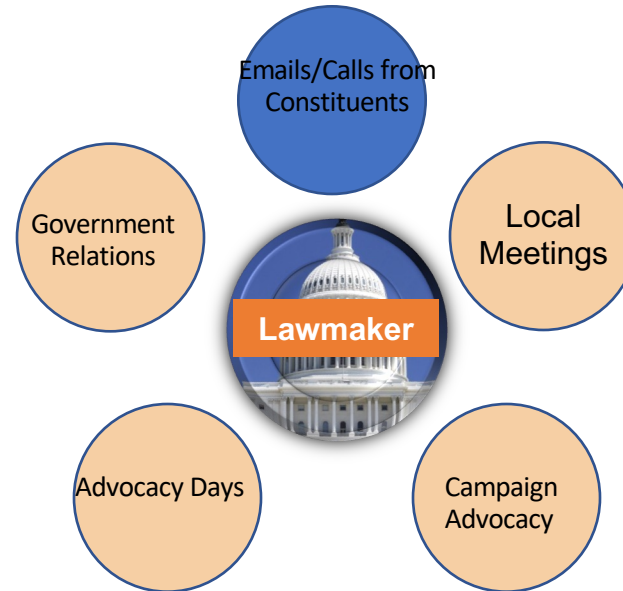 Emails/Calls from
Constituents
Government
Relations
Local
Meetings
Lawmaker
Advocacy Days
Campaign
Advocacy